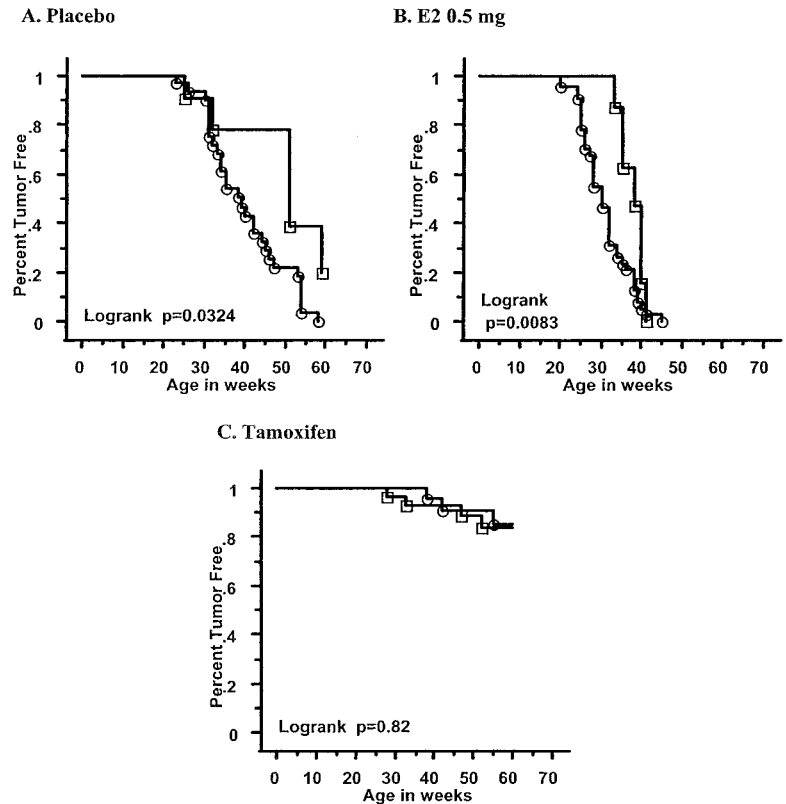 A. Placebo
Percent Tumor Free
1
.8
.6
.4
.2
0
Logrank p=0.0324
0 10 20 30 40 50 60 70
Age in weeks
B. E2 0.5 mg
Percent Tumor Free
1
.8
.6
.4
.2
0
Logrank
p=0.0083
0 10 20 30 40 50 60 70
Age in weeks
C. Tamoxifen
Percent Tumor Free
1
.8
.6
.4
.2
0
Logrank p=0.82
0 10 20 30 40 50 60 70
Age in weeks